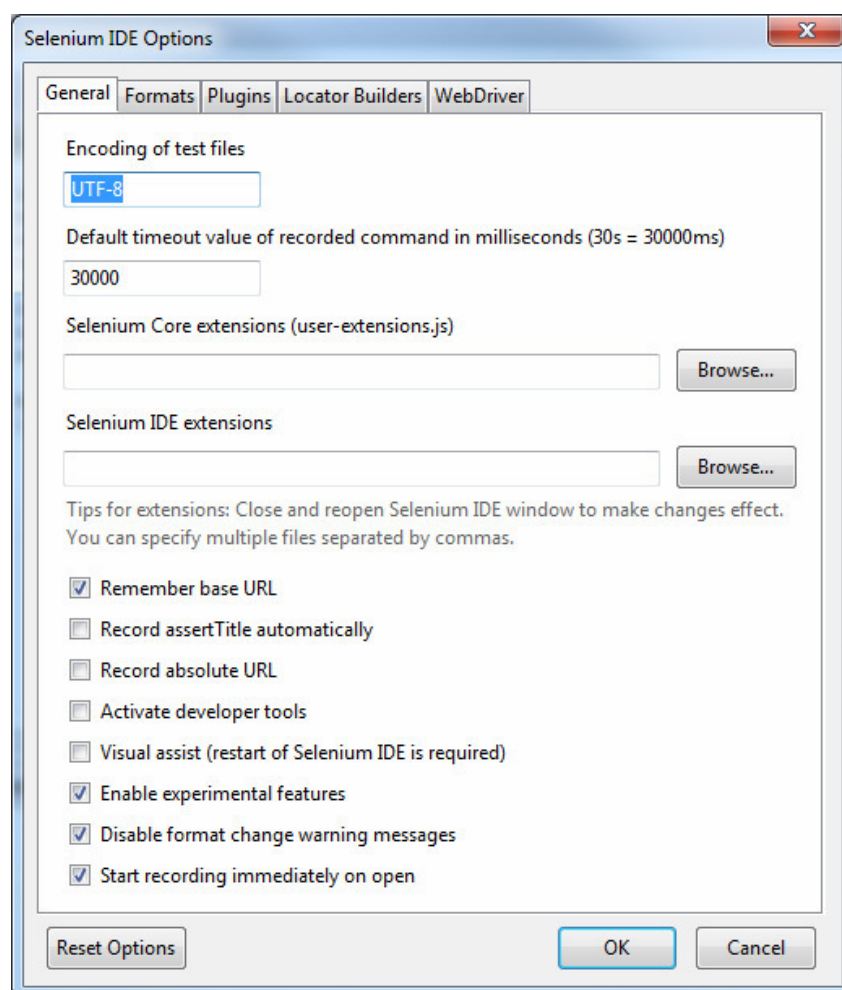 Selenium IDE Options
General Formats Plugins Locator Builders WebDriver
Encoding of test files
UTF-8
Default timeout value of recorded command in milliseconds (30s = 30000ms)
30000
Selenium Core extensions (user-extensions.js)
Browse...
Selenium IDE extensions
Browse...
Tips for extensions: Close and reopen Selenium IDE window to make changes effect.
You can specify multiple files separated by commas.
Remember base URL
Record assertTitle automatically
Record absolute URL
Activate developer tools
Visual assist (restart of Selenium IDE is required)
Enable experimental features
Disable format change warning messages
Start recording immediately on open
Reset Options OK Cancel